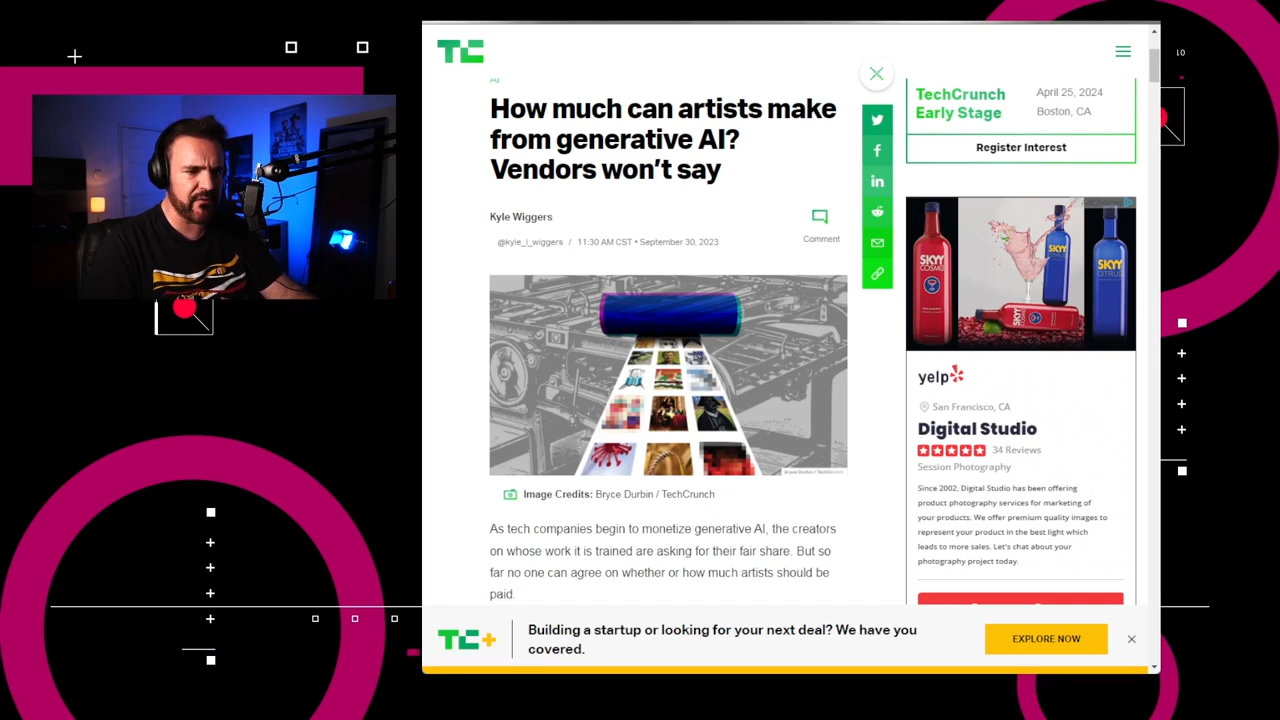 TC
AI
How much can artists make
from generative AI?
Vendors won't say
Kyle Wiggers
@kyle_l_wiggers / 11:30 AM CST • September 30, 2023
Comment
Bryce Durbin / TechCrunch
Image Credits: Bryce Durbin / TechCrunch
As tech companies begin to monetize generative AI, the creators
on whose work it is trained are asking for their fair share. But so
far no one can agree on whether or how much artists should be
paid.
TechCrunch
Early Stage
April 25, 2024
Boston, CA
Register Interest
SKYY
COSMO
SKYY
SKYY
CITRUS
yelp
San Francisco, CA
Digital Studio
34 Reviews
Session Photography
Since 2002, Digital Studio has been offering
product photography services for marketing of
your products. We offer premium quality images to
represent your product in the best light which
leads to more sales. Let's chat about your
photography project today.
TC+
Building a startup or looking for your next deal? We have you
covered.
EXPLORE NOW
10